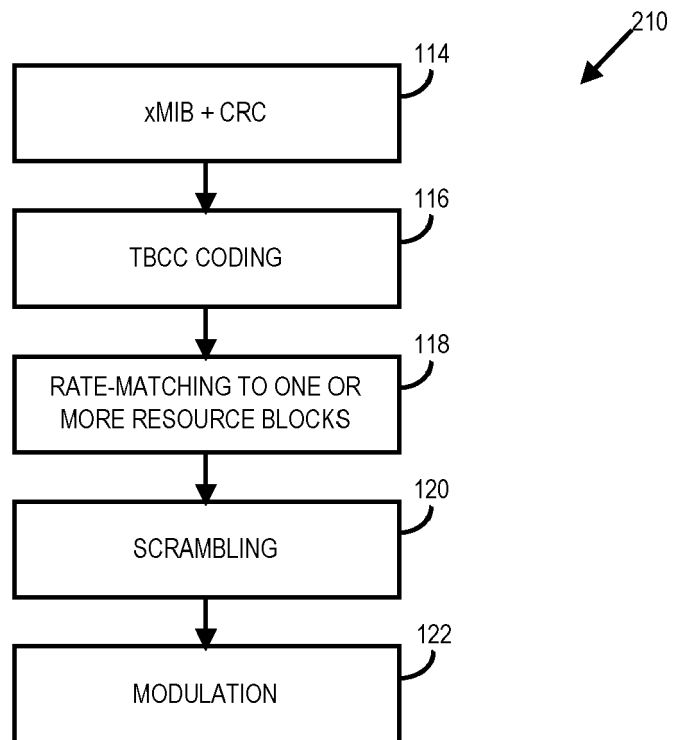 210
114
xMIB + CRC
116
TBCC CODING
118
RATE-MATCHING TO ONE OR
MORE RESOURCE BLOCKS
120
SCRAMBLING
122
MODULATION